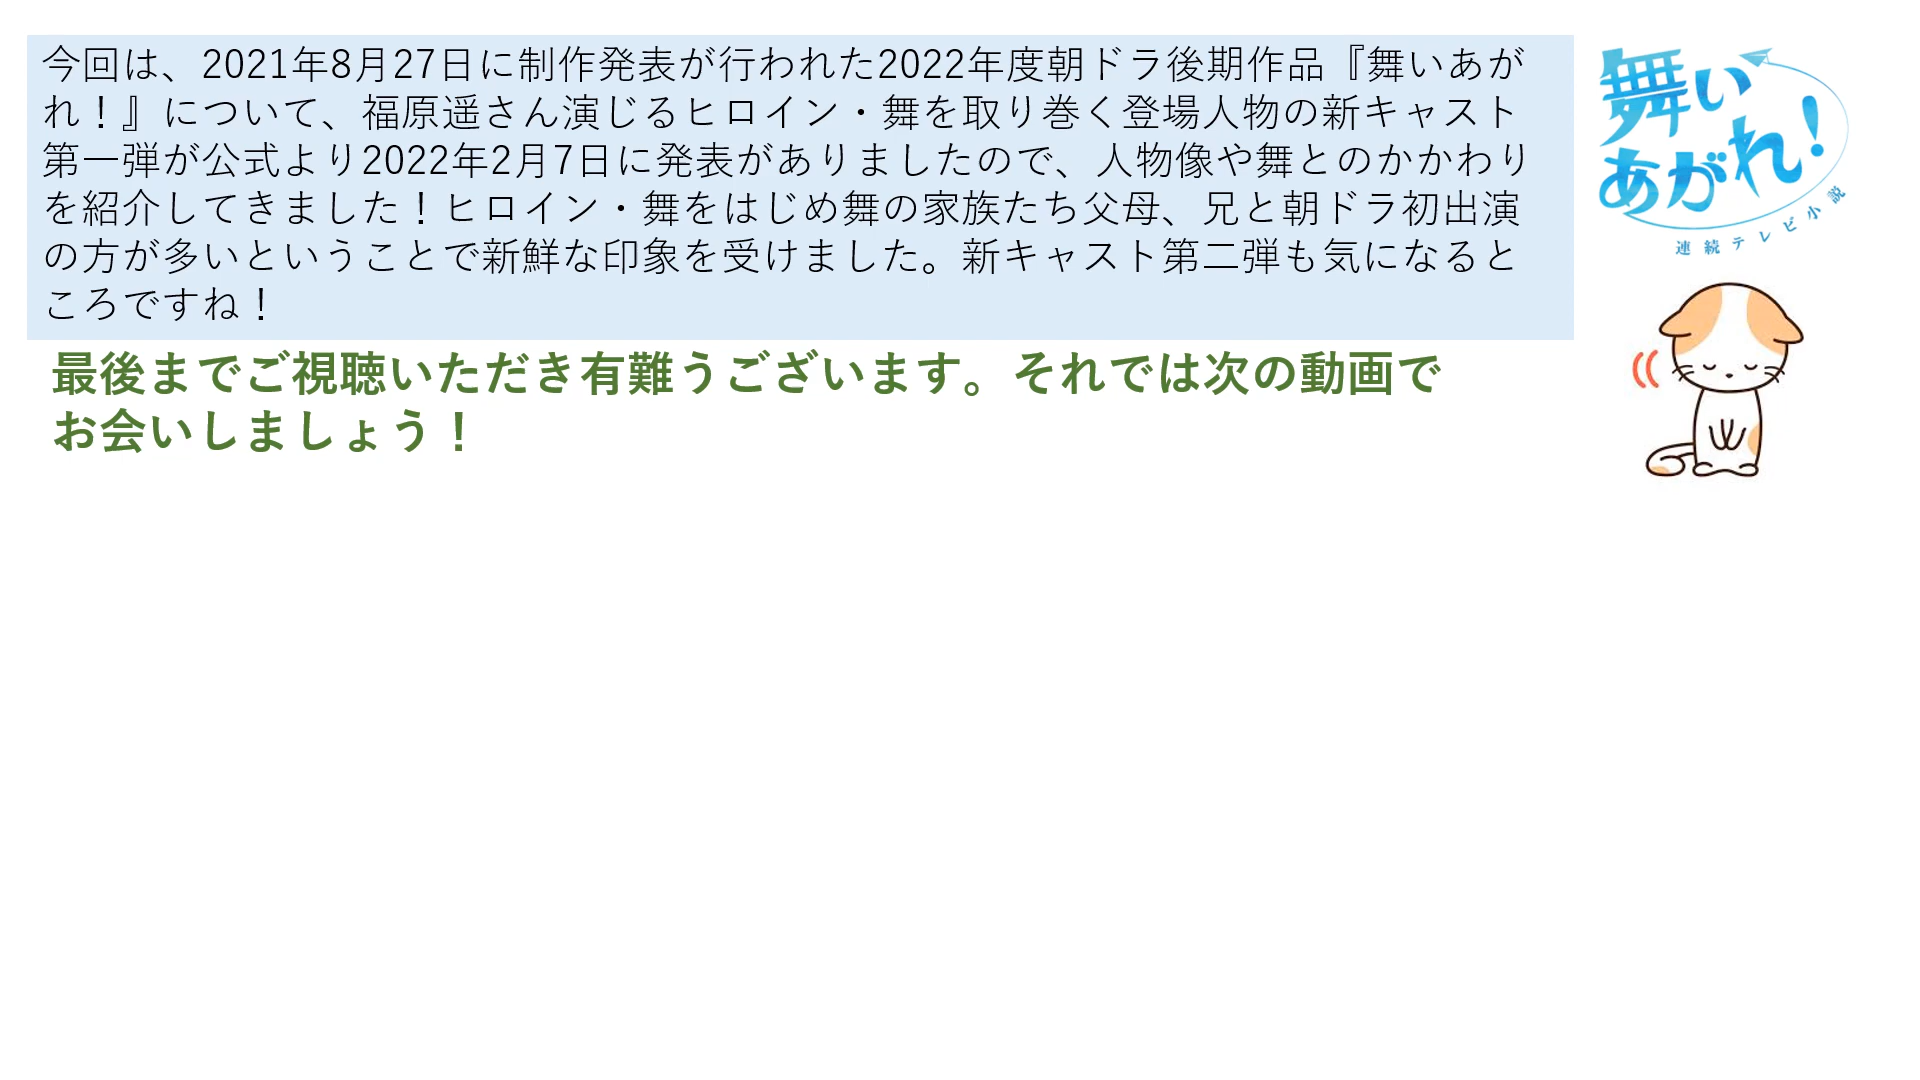 今回は、2021年8月27日に制作発表が行われた2022年度朝ドラ後期作品『舞いあが
れ！』について、福原遥さん演じるヒロイン・舞を取り巻く登場人物の新キャスト
第一弾が公式より2022年2月7日に発表がありましたので、人物像や舞とのかかわり
を紹介してきました！ヒロイン・舞をはじめ舞の家族たち父母、兄と朝ドラ初出演
の方が多いということで新鮮な印象を受けました。新キャスト第二弾も気になると
ころですね！
最後までご視聴いただき有難うございます。それでは次の動画で
お会いしましょう！
舞い
あがれ！
連続テレビ小説